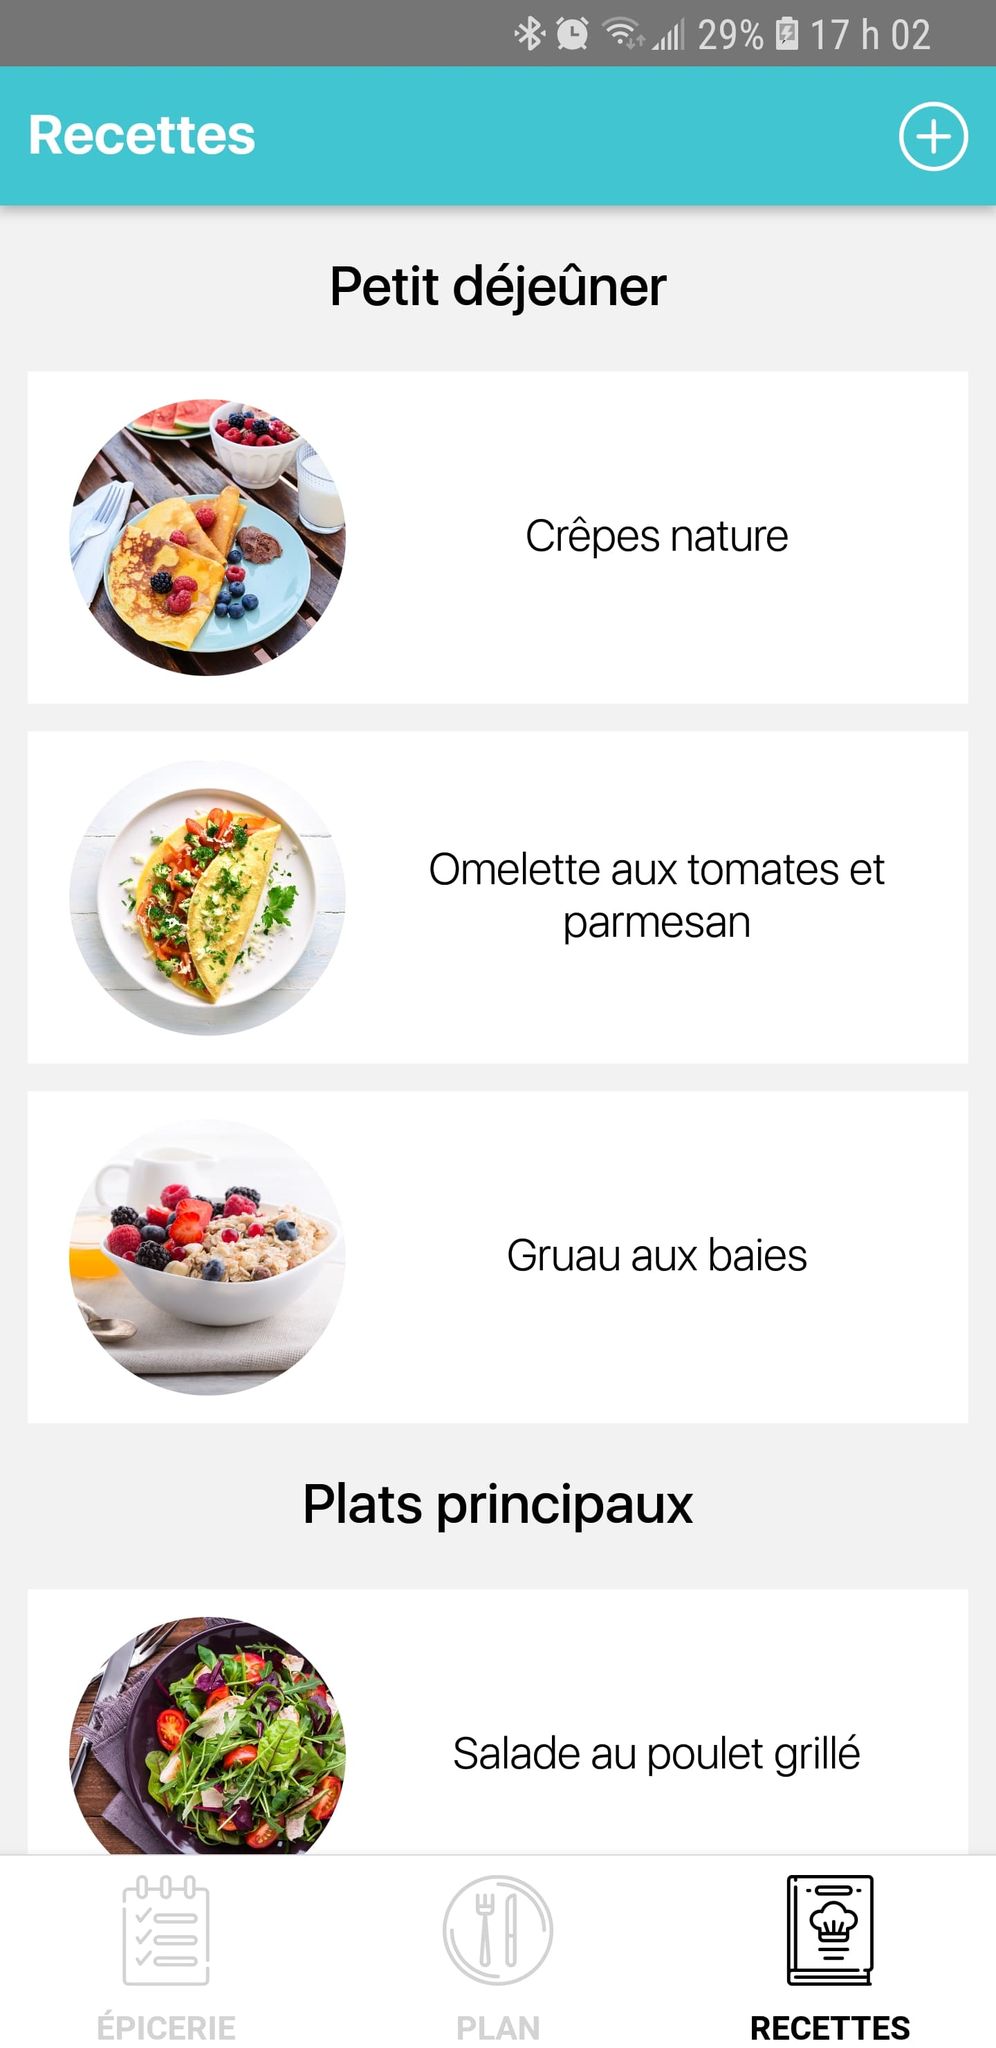 29% 17 h 02
Recettes
Petit déjeûner
Crêpes nature
Omelette aux tomates et
parmesan
Gruau aux baies
Plats principaux
Salade au poulet grillé
ÉPICERIE
PLAN
RECETTES